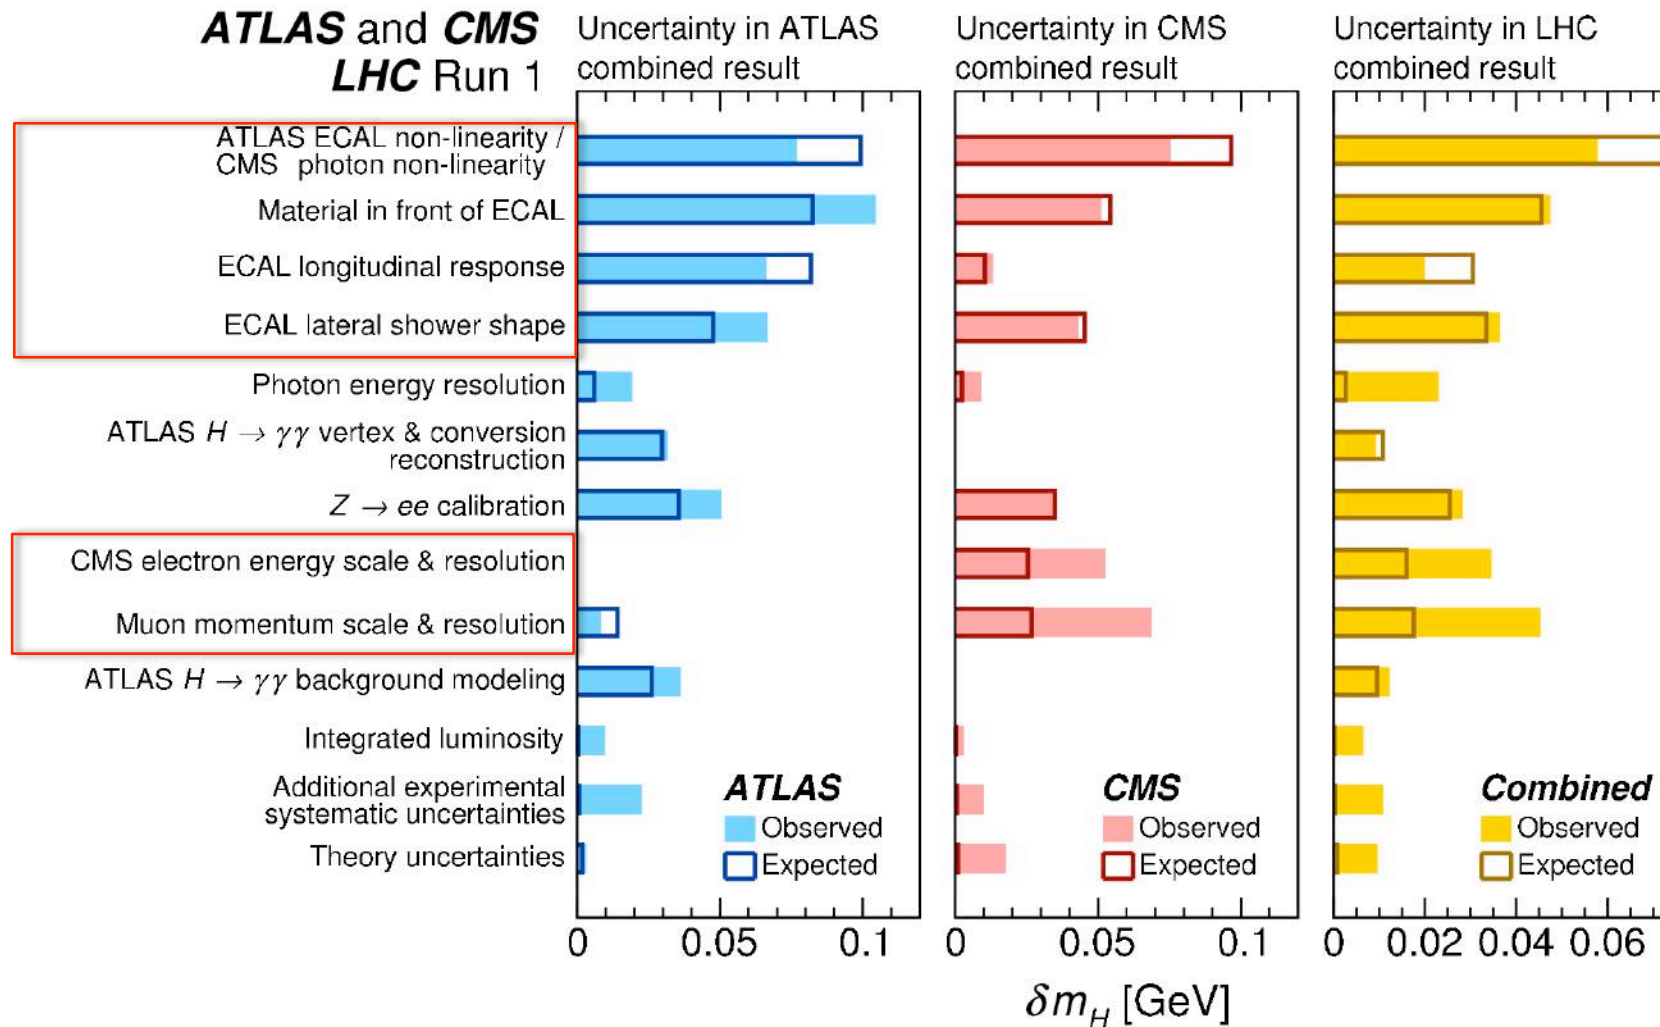 ATLAS and CMS
LHC Run 1
Uncertainty in ATLAS
combined result
Uncertainty in CMS
combined result
Uncertainty in LHC
combined result
ATLAS ECAL non-linearity /
CMS photon non-linearity
Material in front of ECAL
ECAL longitudinal response
ECAL lateral shower shape
Photon energy resolution
ATLAS H → γγ vertex & conversion
reconstruction
Z → ee calibration
CMS electron energy scale & resolution
Muon momentum scale & resolution
ATLAS H → γγ background modeling
Integrated luminosity
Additional experimental
systematic uncertainties
Theory uncertainties
ATLAS
Observed
Expected
CMS
Observed
Expected
Combined
Observed
Expected
0 0.05 0.1
0 0.05 0.1
0 0.02 0.04 0.06
δm_H [GeV]